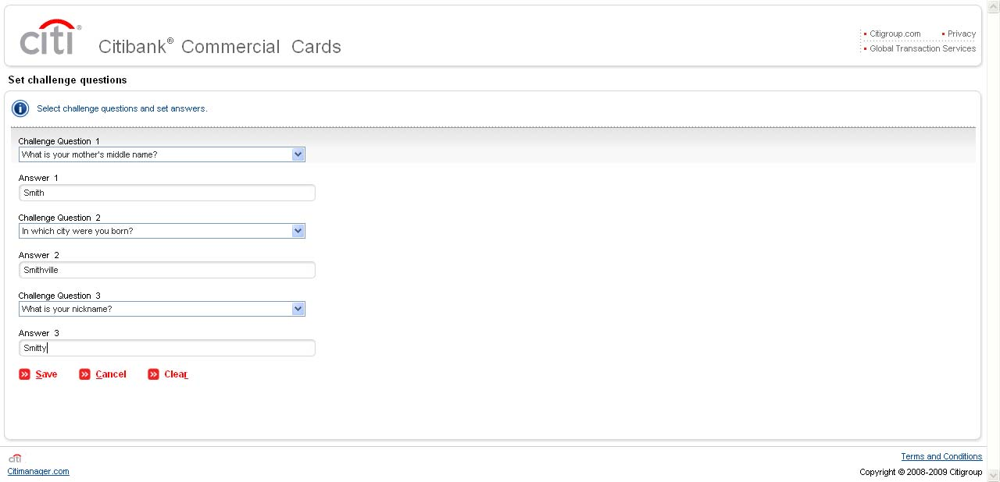 citi®
Citibank® Commercial Cards
Citigroup.com Privacy
Global Transaction Services
Set challenge questions
Select challenge questions and set answers.
Challenge Question 1
What is your mother's middle name?
Answer 1
Smith
Challenge Question 2
In which city were you born?
Answer 2
Smithville
Challenge Question 3
What is your nickname?
Answer 3
Smitty
Save Cancel Clear
citi
Terms and Conditions
Citimanager.com
Copyright © 2008-2009 Citigroup